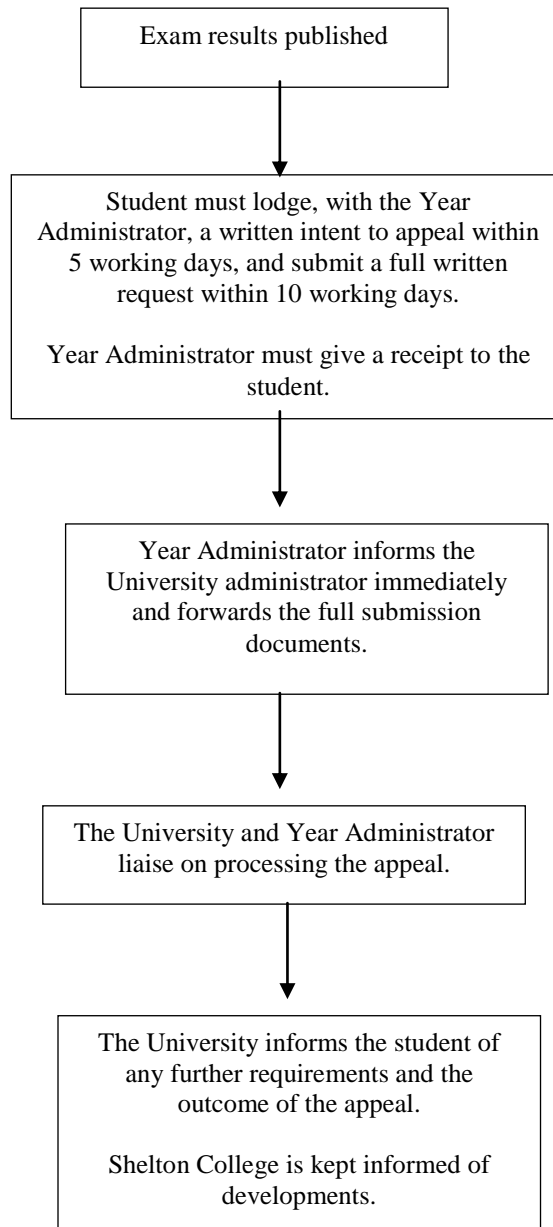 Exam results published
Student must lodge, with the Year
Administrator, a written intent to appeal within
5 working days, and submit a full written
request within 10 working days.
Year Administrator must give a receipt to the
student.
Year Administrator informs the
University administrator immediately
and forwards the full submission
documents.
The University and Year Administrator
liaise on processing the appeal.
The University informs the student of
any further requirements and the
outcome of the appeal.
Shelton College is kept informed of
developments.